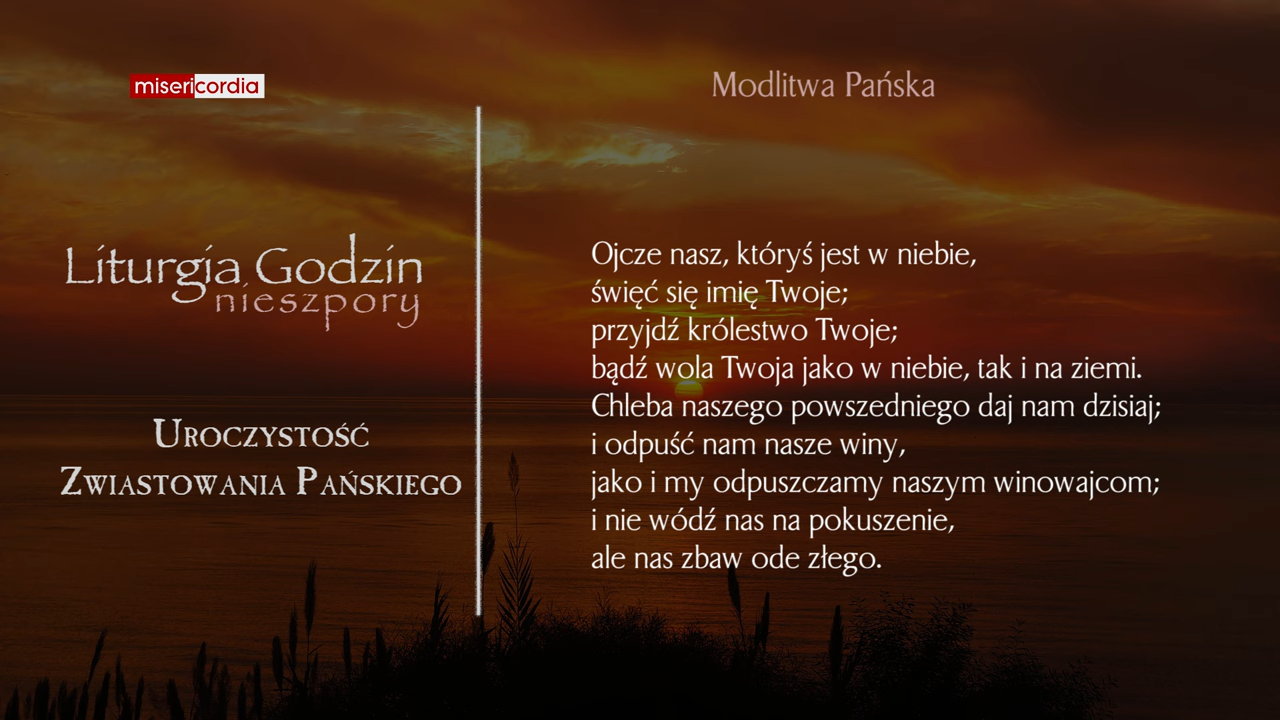 misericordia
Liturgia Godzin
nieszpory
Uroczystość
Zwiastowania Pańskiego
Modlitwa Pańska
Ojcze nasz, któryś jest w niebie,
święć się imię Twoje;
przyjdź królestwo Twoje;
bądź wola Twoja jako w niebie, tak i na ziemi.
Chleba naszego powszedniego daj nam dzisiaj;
i odpuść nam nasze winy,
jako i my odpuszczamy naszym winowajcom;
i nie wódź nas na pokuszenie,
ale nas zbaw ode złego.